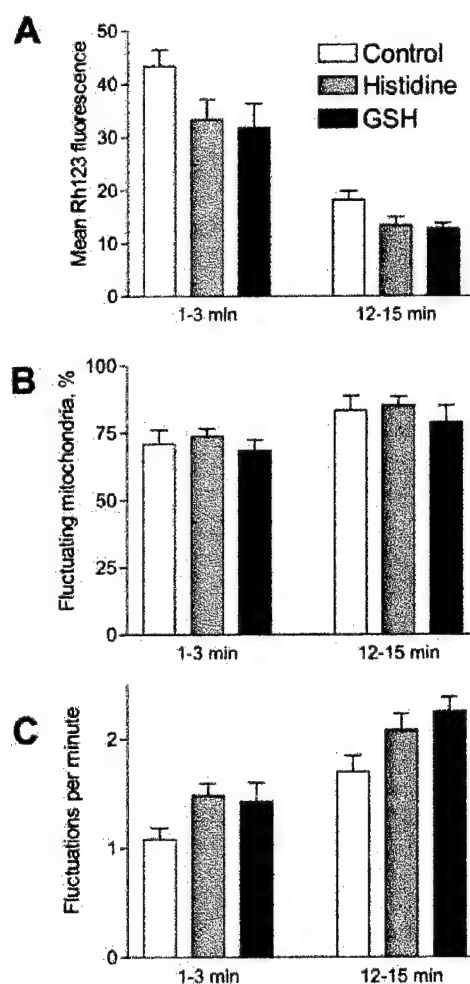 A
Mean Rh123 fluorescence
50
40
30
20
10
0
Control
Histidine
GSH
1-3 min
12-15 min
B
Fluctuating mitochondria, %
100
75
50
25
0
1-3 min
12-15 min
C
Fluctuations per minute
2
1
0
1-3 min
12-15 min